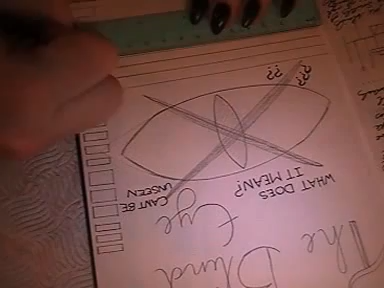 ???
??
WHAT DOES
IT MEAN?
CAN'T BE
UNSEEN
The Blind
Eye